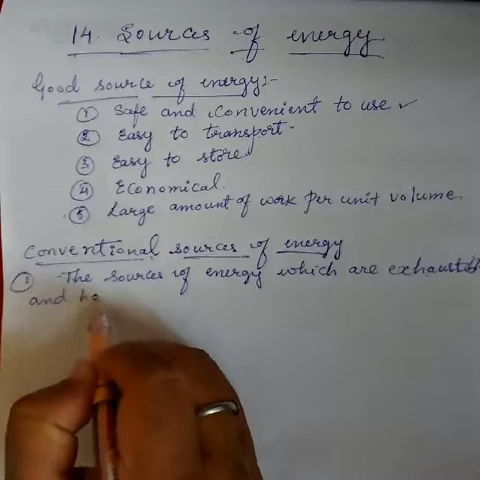 14. Sources of energy
Good source of energy:-
① Safe and convenient to use ✓
② Easy to transport.
③ Easy to store.
④ Economical.
⑤ Large amount of work per unit volume.
Conventional sources of energy
① The sources of energy which are
and ha